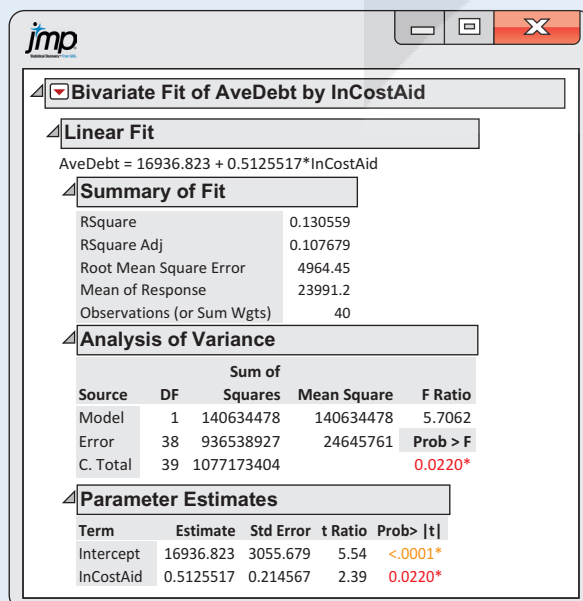 jmp
Statistical Discovery™ From SAS.
Bivariate Fit of AveDebt by InCostAid
Linear Fit
AveDebt = 16936.823 + 0.5125517*InCostAid
Summary of Fit
RSquare 0.130559
RSquare Adj 0.107679
Root Mean Square Error 4964.45
Mean of Response 23991.2
Observations (or Sum Wgts) 40
Analysis of Variance
Sum of
Source DF Squares Mean Square F Ratio
Model 1 140634478 140634478 5.7062
Error 38 936538927 24645761 Prob > F
C. Total 39 1077173404 0.0220*
Parameter Estimates
Term Estimate Std Error t Ratio Prob> |t|
Intercept 16936.823 3055.679 5.54 <.0001*
InCostAid 0.5125517 0.214567 2.39 0.0220*